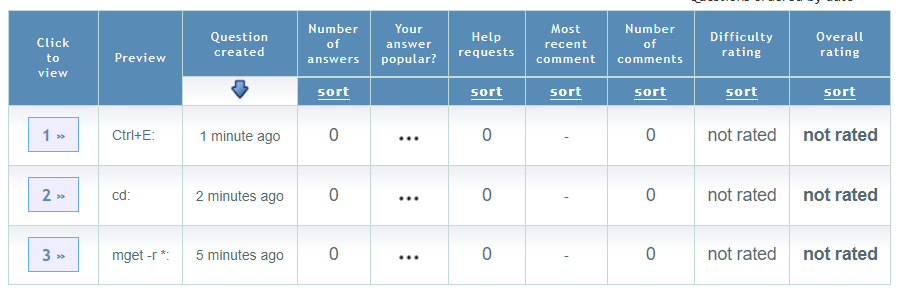 Questions ordered by date
Click to view
Preview
Question created
Number of answers
Your answer popular?
Help requests
Most recent comment
Number of comments
Difficulty rating
Overall rating
sort sort sort sort sort sort
1 » Ctrl+E: 1 minute ago 0 ... 0 - 0 not rated not rated
2 » cd: 2 minutes ago 0 ... 0 - 0 not rated not rated
3 » mget -r *: 5 minutes ago 0 ... 0 - 0 not rated not rated